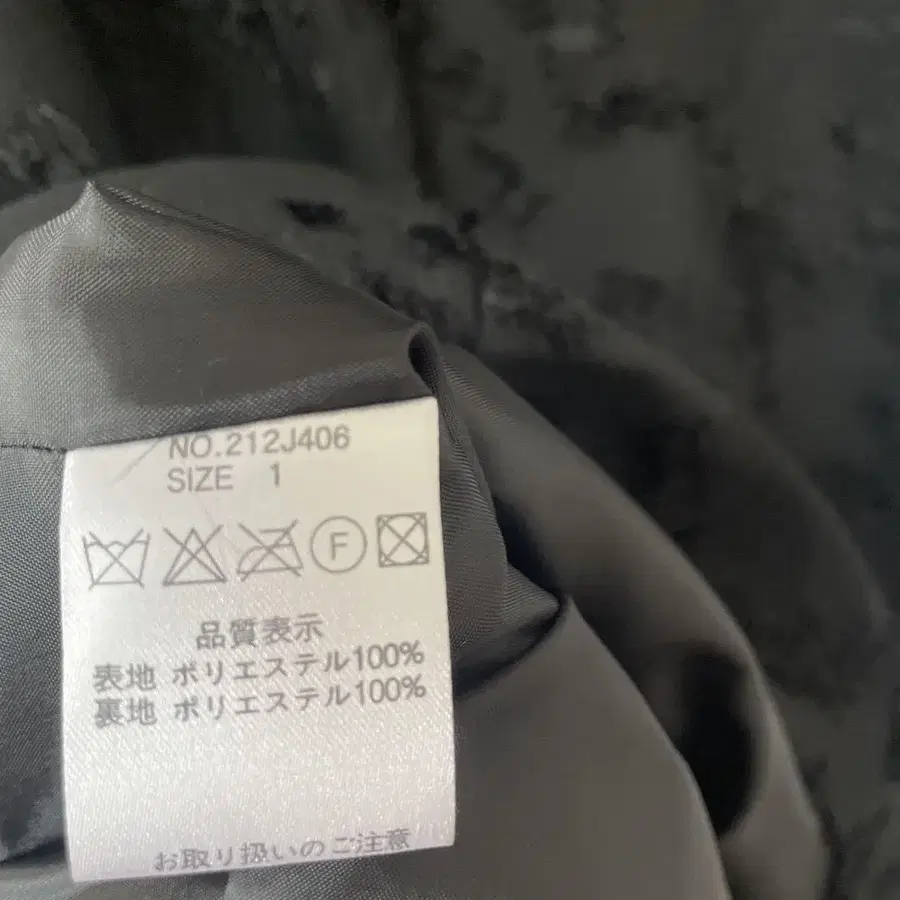 NO.212J406
SIZE 1
F
品質表示
表地 ポリエステル100%
裏地 ポリエステル100%
お取り扱いのご注意